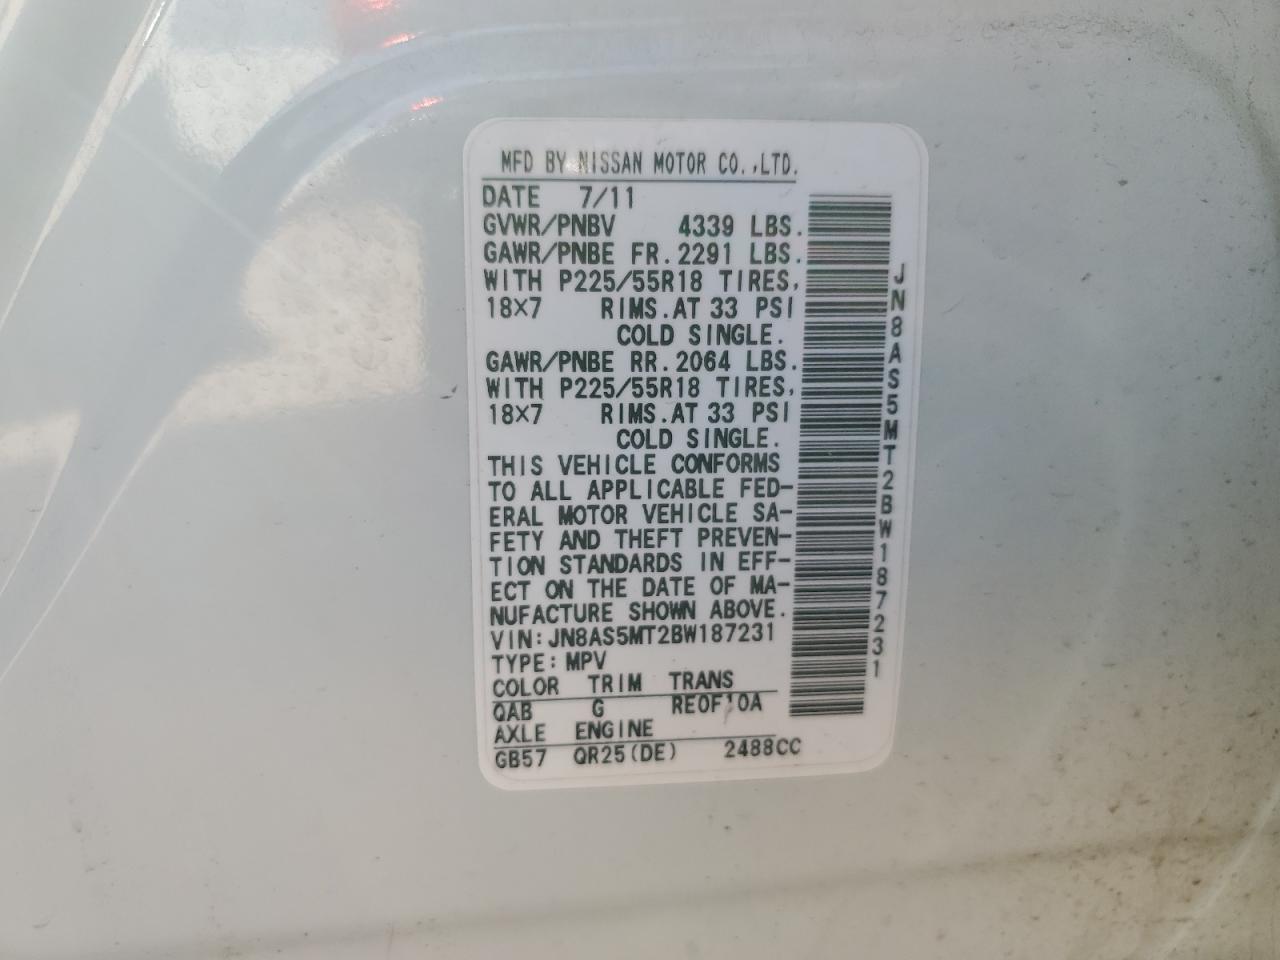 MFD BY NISSAN MOTOR CO.,LTD.
DATE 7/11
GVWR/PNBV 4339 LBS.
GAWR/PNBE FR.2291 LBS.
WITH P225/55R18 TIRES,
18×7 RIMS.AT 33 PSI
COLD SINGLE.
GAWR/PNBE RR.2064 LBS.
WITH P225/55R18 TIRES,
18×7 RIMS.AT 33 PSI
COLD SINGLE.
THIS VEHICLE CONFORMS
TO ALL APPLICABLE FED-
ERAL MOTOR VEHICLE SA-
FETY AND THEFT PREVEN-
TION STANDARDS IN EFF-
ECT ON THE DATE OF MA-
NUFACTURE SHOWN ABOVE.
VIN:JN8AS5MT2BW187231
TYPE:MPV
COLOR TRIM TRANS
QAB G RE0F10A
AXLE ENGINE
GB57 QR25(DE) 2488CC
JN8AS5MT2BW187231